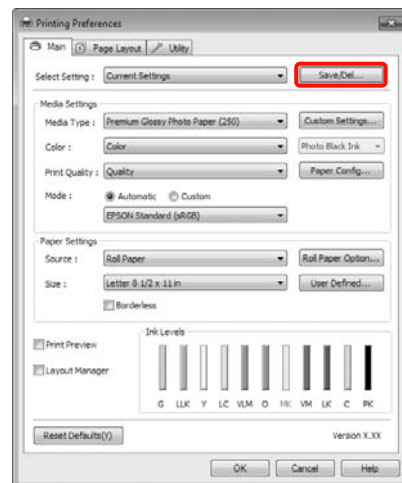 Printing Preferences
Main Page Layout Utility
Select Setting : Current Settings Save/Del...
Media Settings
Media Type : Premium Glossy Photo Paper (250) Custom Settings...
Color : Color Photo Black Ink
Print Quality : Quality Paper Config...
Mode : Automatic Custom
EPSON Standard (sRGB)
Paper Settings
Source : Roll Paper Roll Paper Option...
Size : Letter 8 1/2 x 11 in User Defined...
Borderless
Ink Levels
Print Preview
Layout Manager
G LLK Y LC VLM O MK VM LK C PK
Reset Defaults(Y) Version X.XX
OK Cancel Help